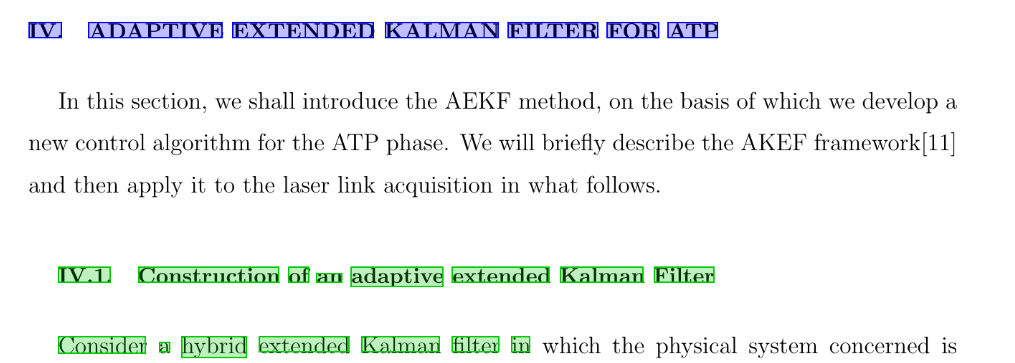 IV. ADAPTIVE EXTENDED KALMAN FILTER FOR ATP
In this section, we shall introduce the AEKF method, on the basis of which we develop a
new control algorithm for the ATP phase. We will briefly describe the AKEF framework[11]
and then apply it to the laser link acquisition in what follows.
IV.1. Construction of an adaptive extended Kalman Filter
Consider a hybrid extended Kalman filter in which the physical system concerned is